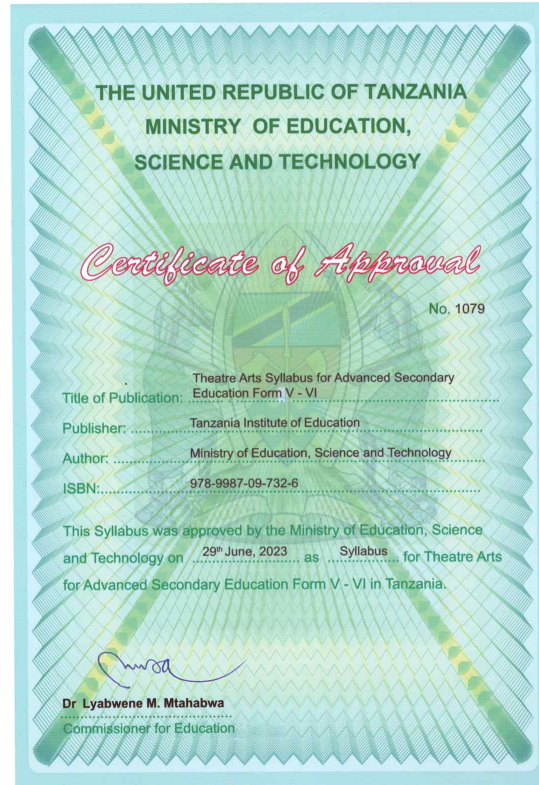 THE UNITED REPUBLIC OF TANZANIA
MINISTRY OF EDUCATION,
SCIENCE AND TECHNOLOGY
Certificate of Approval
No. 1079
Title of Publication: Theatre Arts Syllabus for Advanced Secondary
Education Form V - VI
Publisher: Tanzania Institute of Education
Author: Ministry of Education, Science and Technology
ISBN: 978-9987-09-732-6
This Syllabus was approved by the Ministry of Education, Science
and Technology on 29th June, 2023 as Syllabus for Theatre Arts
for Advanced Secondary Education Form V - VI in Tanzania.
Dr Lyabwene M. Mtahabwa
Commissioner for Education